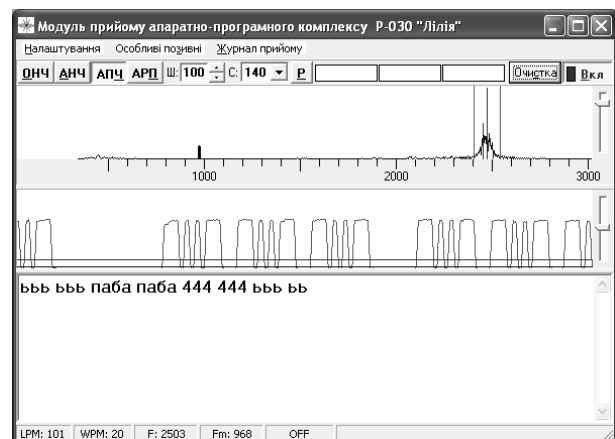 Модуль прийому апаратно-програмного комплексу Р-030 "Лілія"
Налаштування Особливі позивні Журнал прийому
ОНЧ АНЧ АПЧ АРП Ш: 100 С: 140 Р Очистка Вкл
1000 2000 3000
ььь ььь паба паба 444 444 ььь ьь
LPM: 101 WPM: 20 F: 2503 Fm: 968 OFF